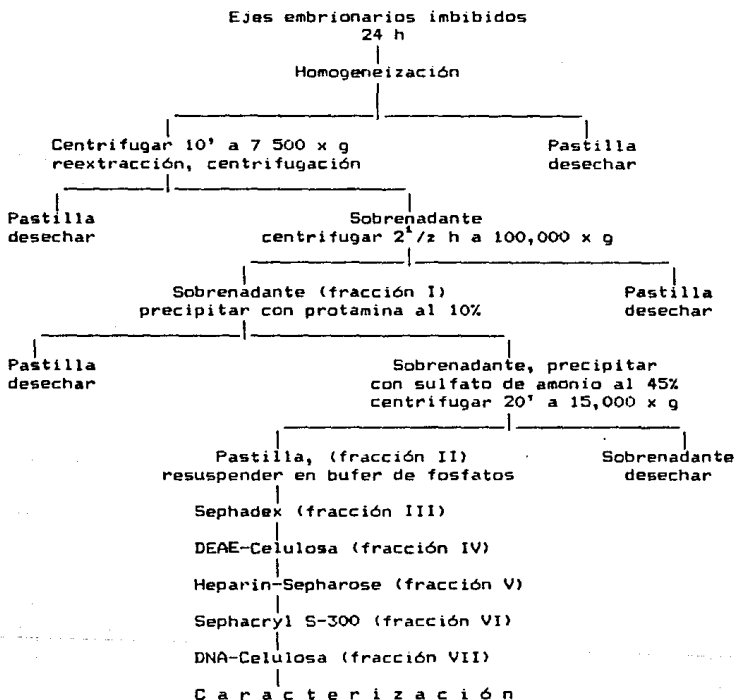 Ejes embrionarios imbibidos
24 h
Homogeneización
Centrifugar 10' a 7 500 x g
reextracción, centrifugación
Pastilla
desechar
Pastilla
desechar
Sobrenadante
centrifugar 2 1/2 h a 100,000 x g
Sobrenadante (fracción I)
precipitar con protamina al 10%
Pastilla
desechar
Pastilla
desechar
Sobrenadante, precipitar
con sulfato de amonio al 45%
centrifugar 20' a 15,000 x g
Pastilla, (fracción II)
resuspender en bufer de fosfatos
Sobrenadante
desechar
Sephadex (fracción III)
DEAE-Celulosa (fracción IV)
Heparin-Sepharose (fracción V)
Sephacryl S-300 (fracción VI)
DNA-Celulosa (fracción VII)
C a r a c t e r i z a c i ó n